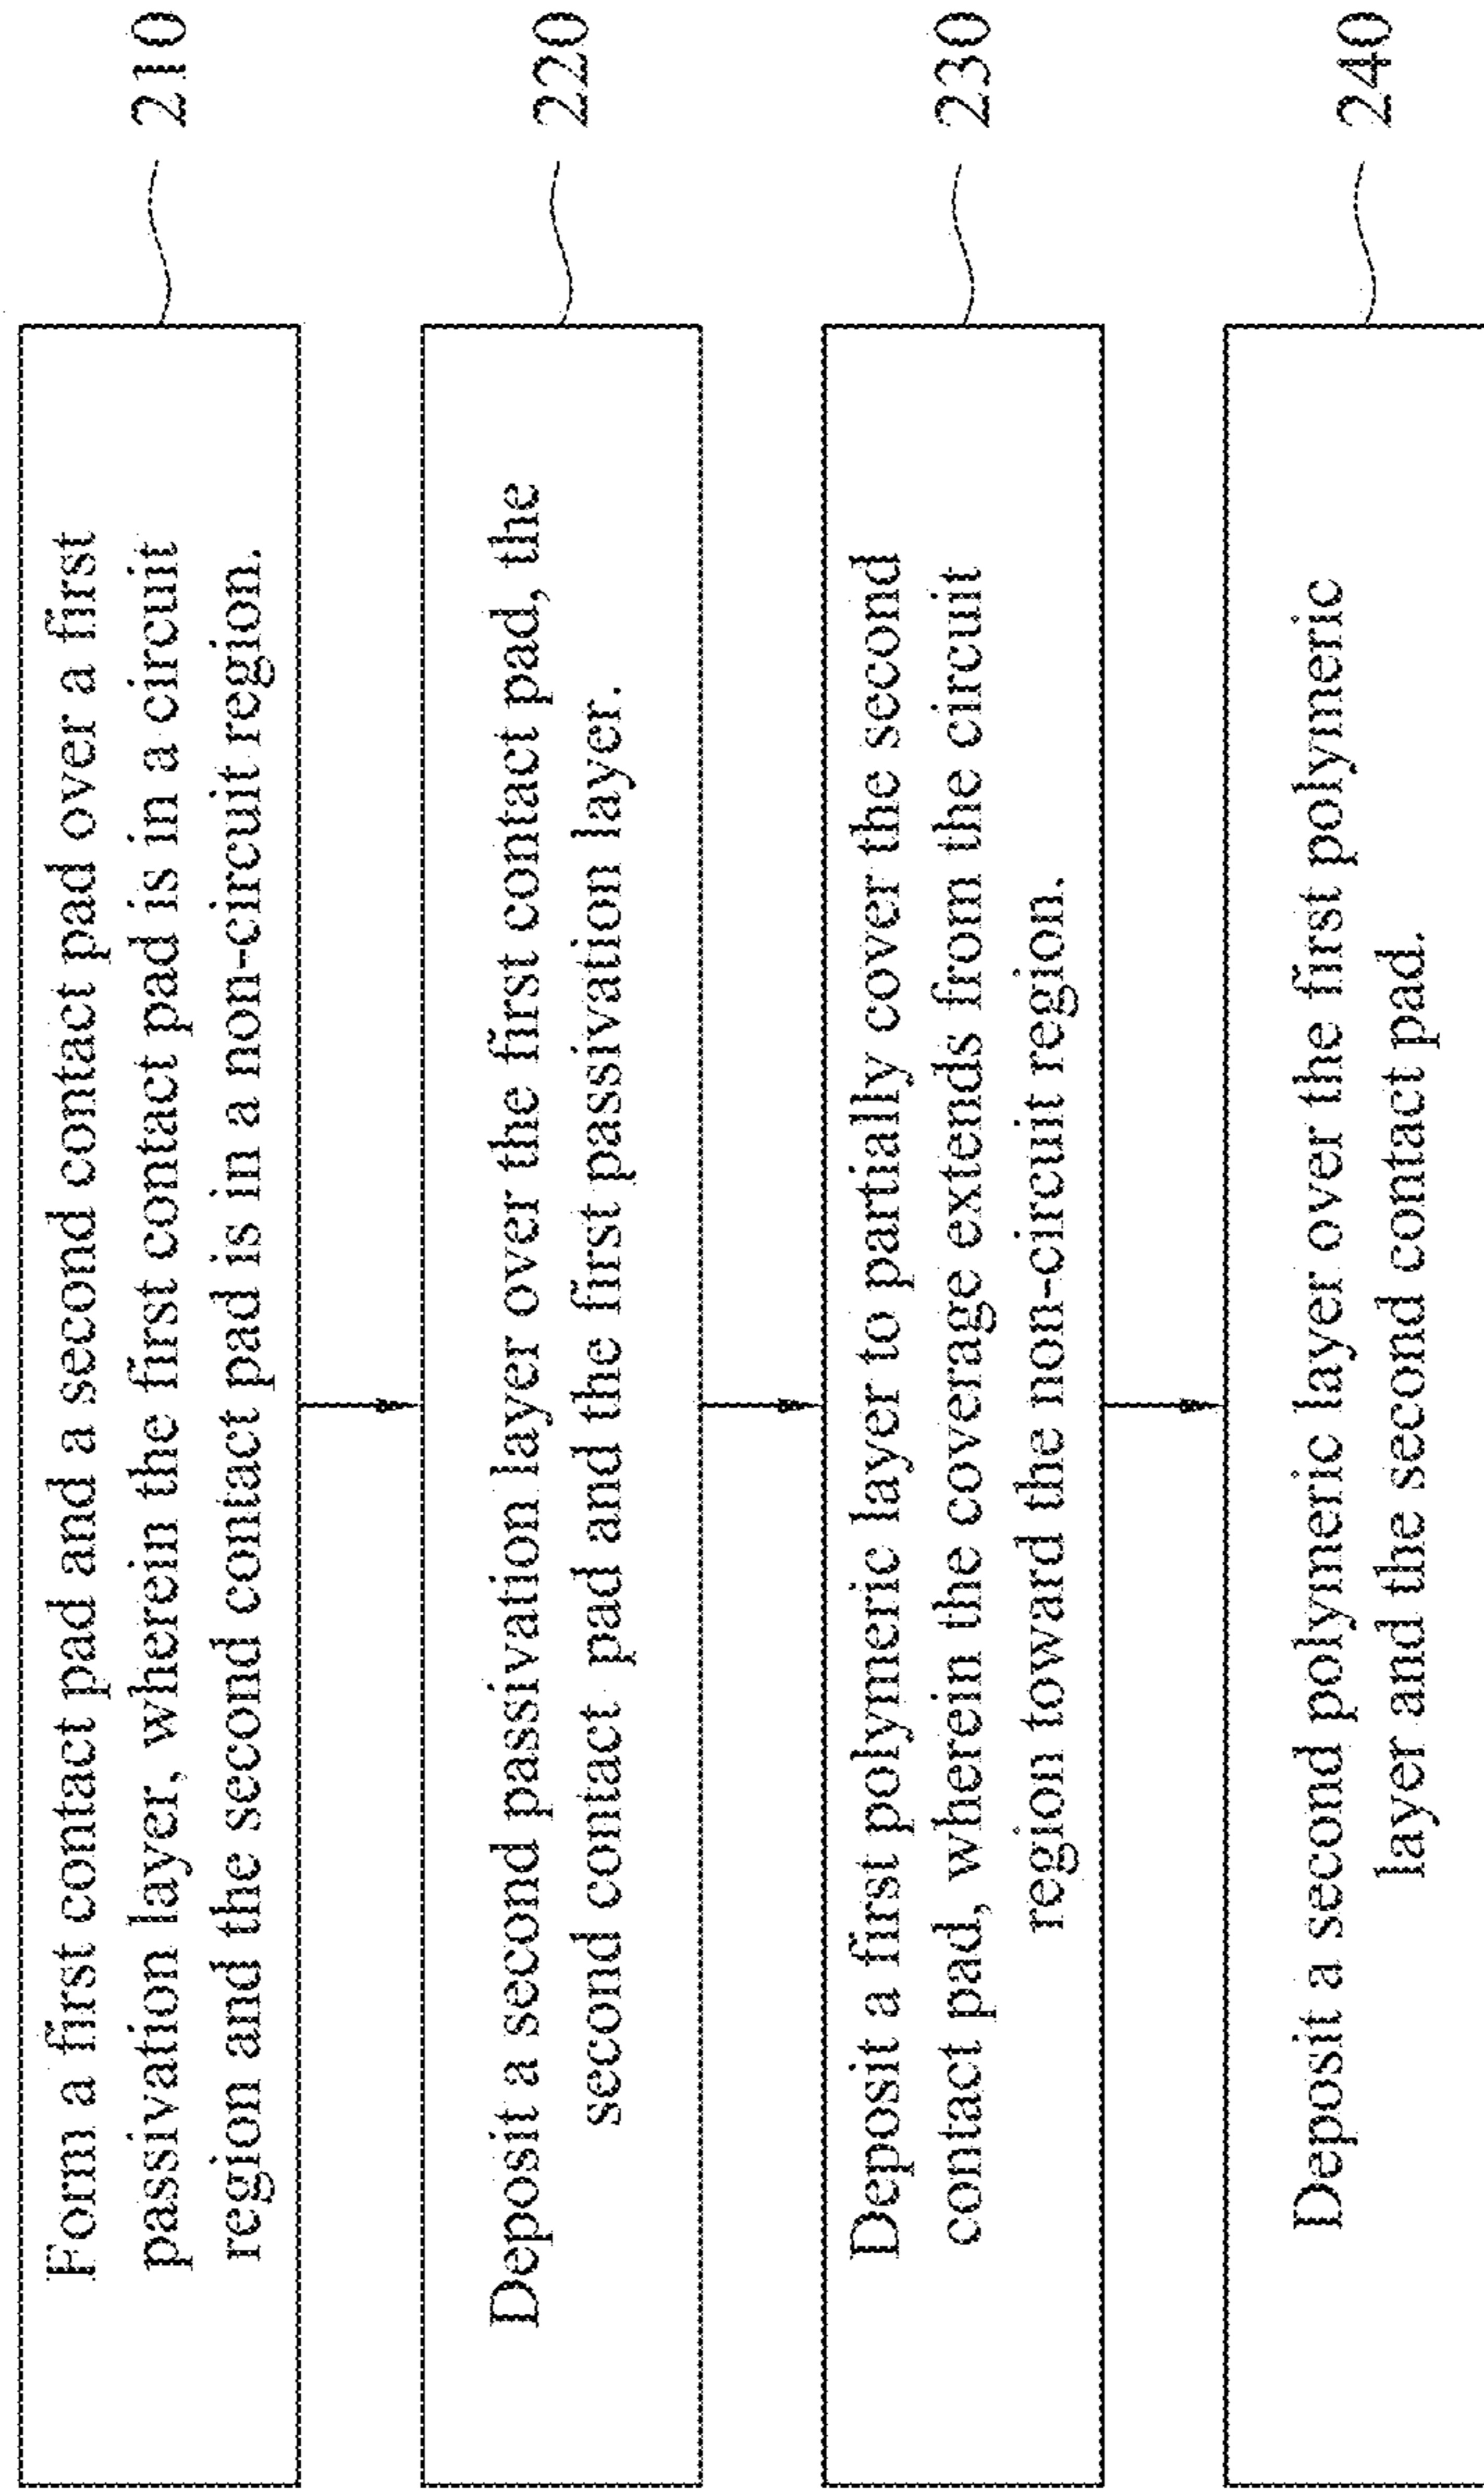 Form a first contact pad and a second contact pad over a first
passivation layer, wherein the first contact pad is in a circuit
region and the second contact pad is in a non-circuit region.
210
Deposit a second passivation layer over the first contact pad, the
second contact pad and the first passivation layer.
220
Deposit a first polymeric layer to partially cover the second
contact pad, wherein the coverage extends from the circuit
region toward the non-circuit region.
230
Deposit a second polymeric layer over the first polymeric
layer and the second contact pad.
240